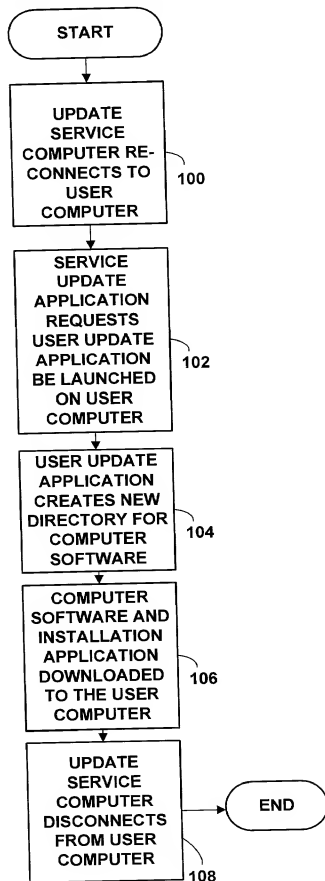 START
UPDATE
SERVICE
COMPUTER RE-
CONNECTS TO
USER
COMPUTER
100
SERVICE
UPDATE
APPLICATION
REQUESTS
USER UPDATE
APPLICATION
BE LAUNCHED
ON USER
COMPUTER
102
USER UPDATE
APPLICATION
CREATES NEW
DIRECTORY FOR
COMPUTER
SOFTWARE
104
COMPUTER
SOFTWARE AND
INSTALLATION
APPLICATION
DOWNLOADED
TO THE USER
COMPUTER
106
UPDATE
SERVICE
COMPUTER
DISCONNECTS
FROM USER
COMPUTER
108
END